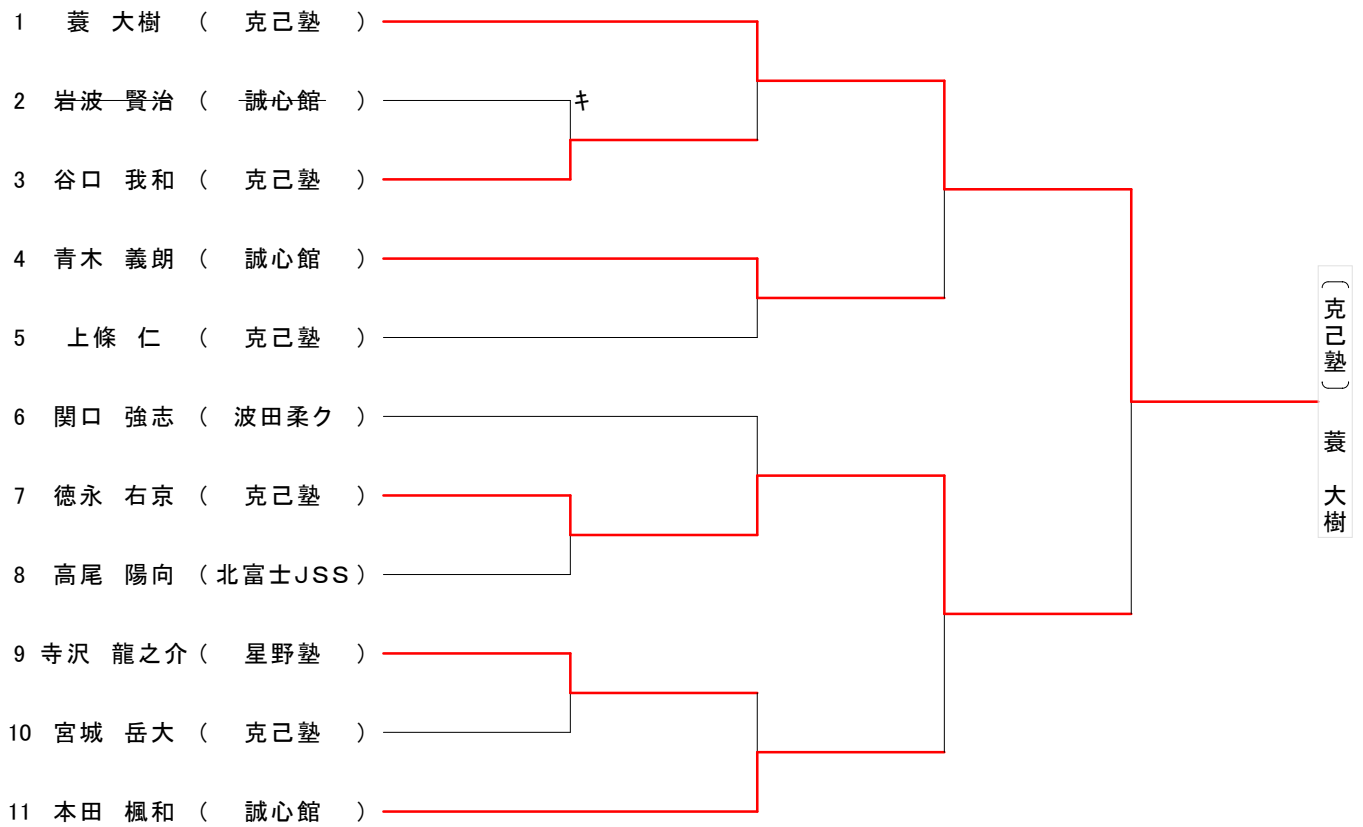 1 蓑 大樹 ( 克己塾 )
2 岩波 賢治 ( 誠心館 ) キ
3 谷口 我和 ( 克己塾 )
4 青木 義朗 ( 誠心館 )
5 上條 仁 ( 克己塾 )
6 関口 強志 ( 波田柔ク )
7 徳永 右京 ( 克己塾 )
8 高尾 陽向 ( 北富士JSS )
9 寺沢 龍之介 ( 星野塾 )
10 宮城 岳大 ( 克己塾 )
11 本田 楓和 ( 誠心館 )
〔克己塾〕 蓑 大樹